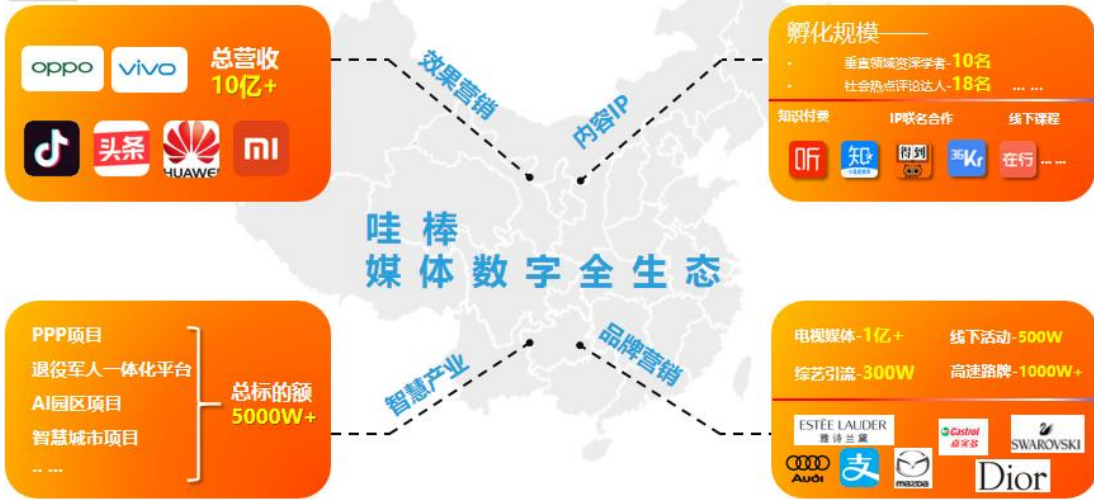 oppo
vivo
总营收
10亿+
头条
HUAWEI
mi
效果营销
内容IP
孵化规模——
- 垂直领域资深学者-10名
- 社会热点评论达人-18名 ... ...
知识付费 IP联名合作 线下课程
听
知
得到
36Kr
在行
... ...
哇棒
媒体数字全生态
PPP项目
退役军人一体化平台
AI园区项目
智慧城市项目
.. ...
总标的额
5000W+
智慧产业
品牌营销
电视媒体-1亿+ 线下活动-500W
综艺引流-300W 高速路牌-1000W+
ESTĒE LAUDER
雅诗兰黛
Castrol
嘉实多
SWAROVSKI
Audi
支
mazda
Dior